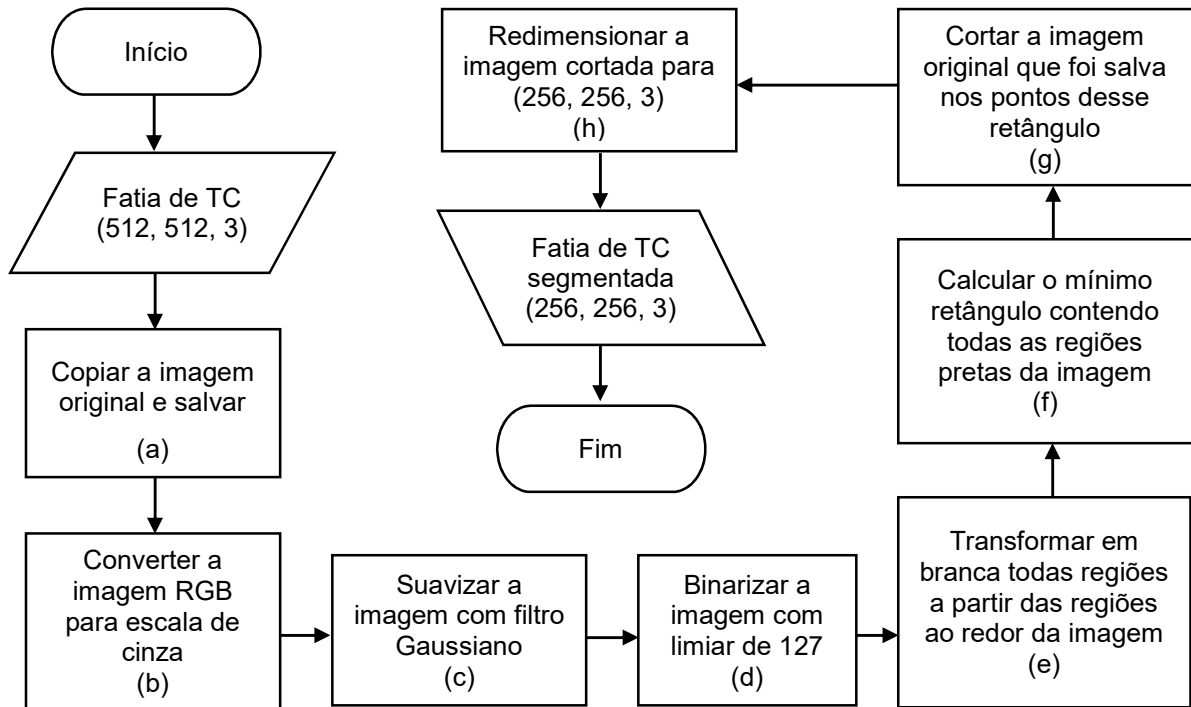 Início
Fatia de TC
(512, 512, 3)
Copiar a imagem
original e salvar
(a)
Converter a
imagem RGB
para escala de
cinza
(b)
Suavizar a
imagem com filtro
Gaussiano
(c)
Binarizar a
imagem com
limiar de 127
(d)
Transformar em
branca todas regiões
a partir das regiões
ao redor da imagem
(e)
Calcular o mínimo
retângulo contendo
todas as regiões
pretas da imagem
(f)
Cortar a imagem
original que foi salva
nos pontos desse
retângulo
(g)
Redimensionar a
imagem cortada para
(256, 256, 3)
(h)
Fatia de TC
segmentada
(256, 256, 3)
Fim